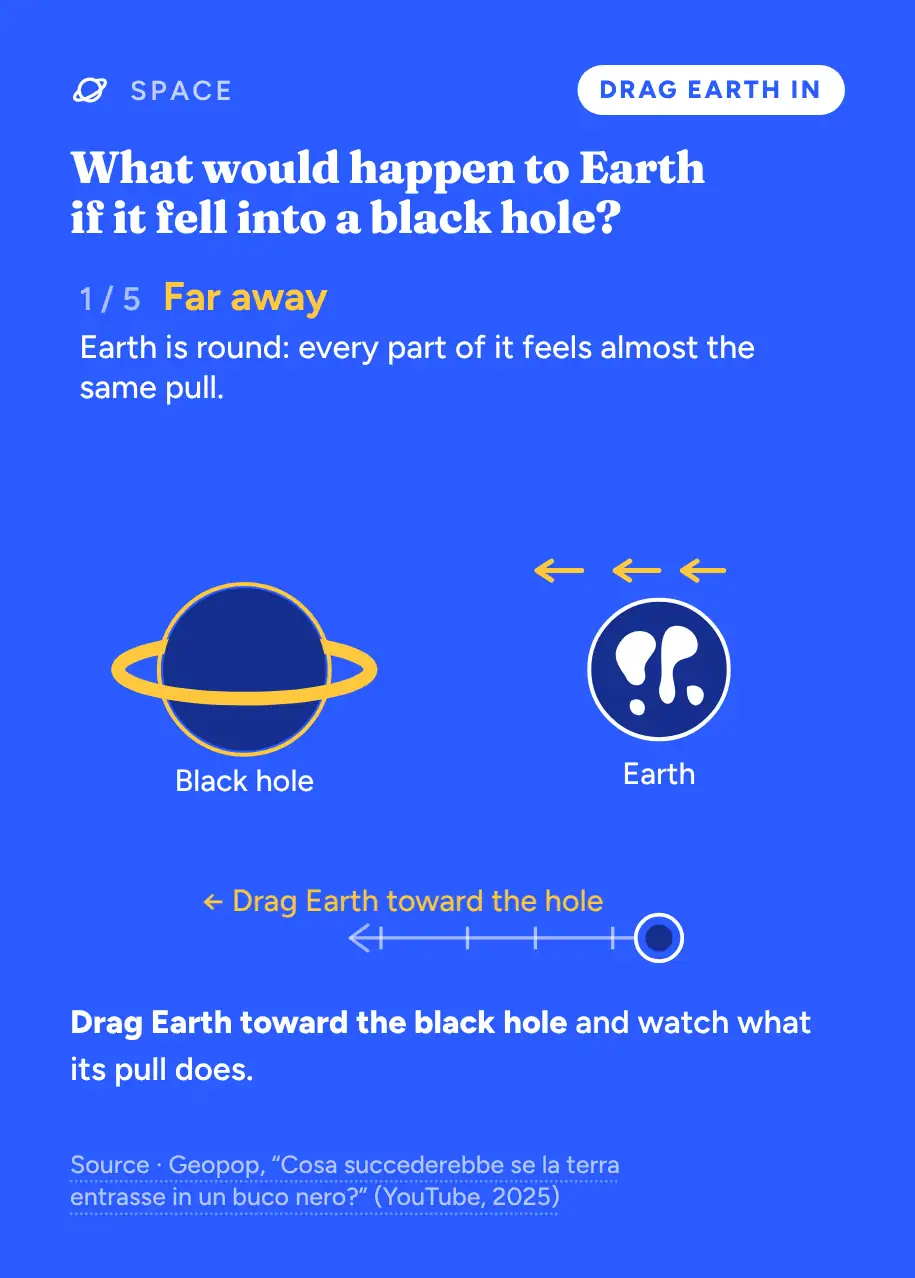 SPACE
DRAG EARTH IN
What would happen to Earth
if it fell into a black hole?
1 / 5 Far away
Earth is round: every part of it feels almost the
same pull.
Black hole
Earth
← Drag Earth toward the hole
Drag Earth toward the black hole and watch what
its pull does.
Source · Geopop, “Cosa succederebbe se la terra
entrasse in un buco nero?” (YouTube, 2025)